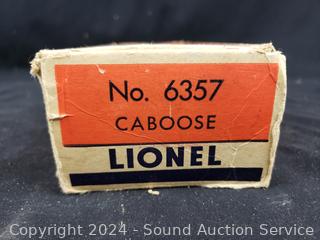 No. 6357
CABOOSE
LIONEL
Copyright © 2024 - Sound Auction Service